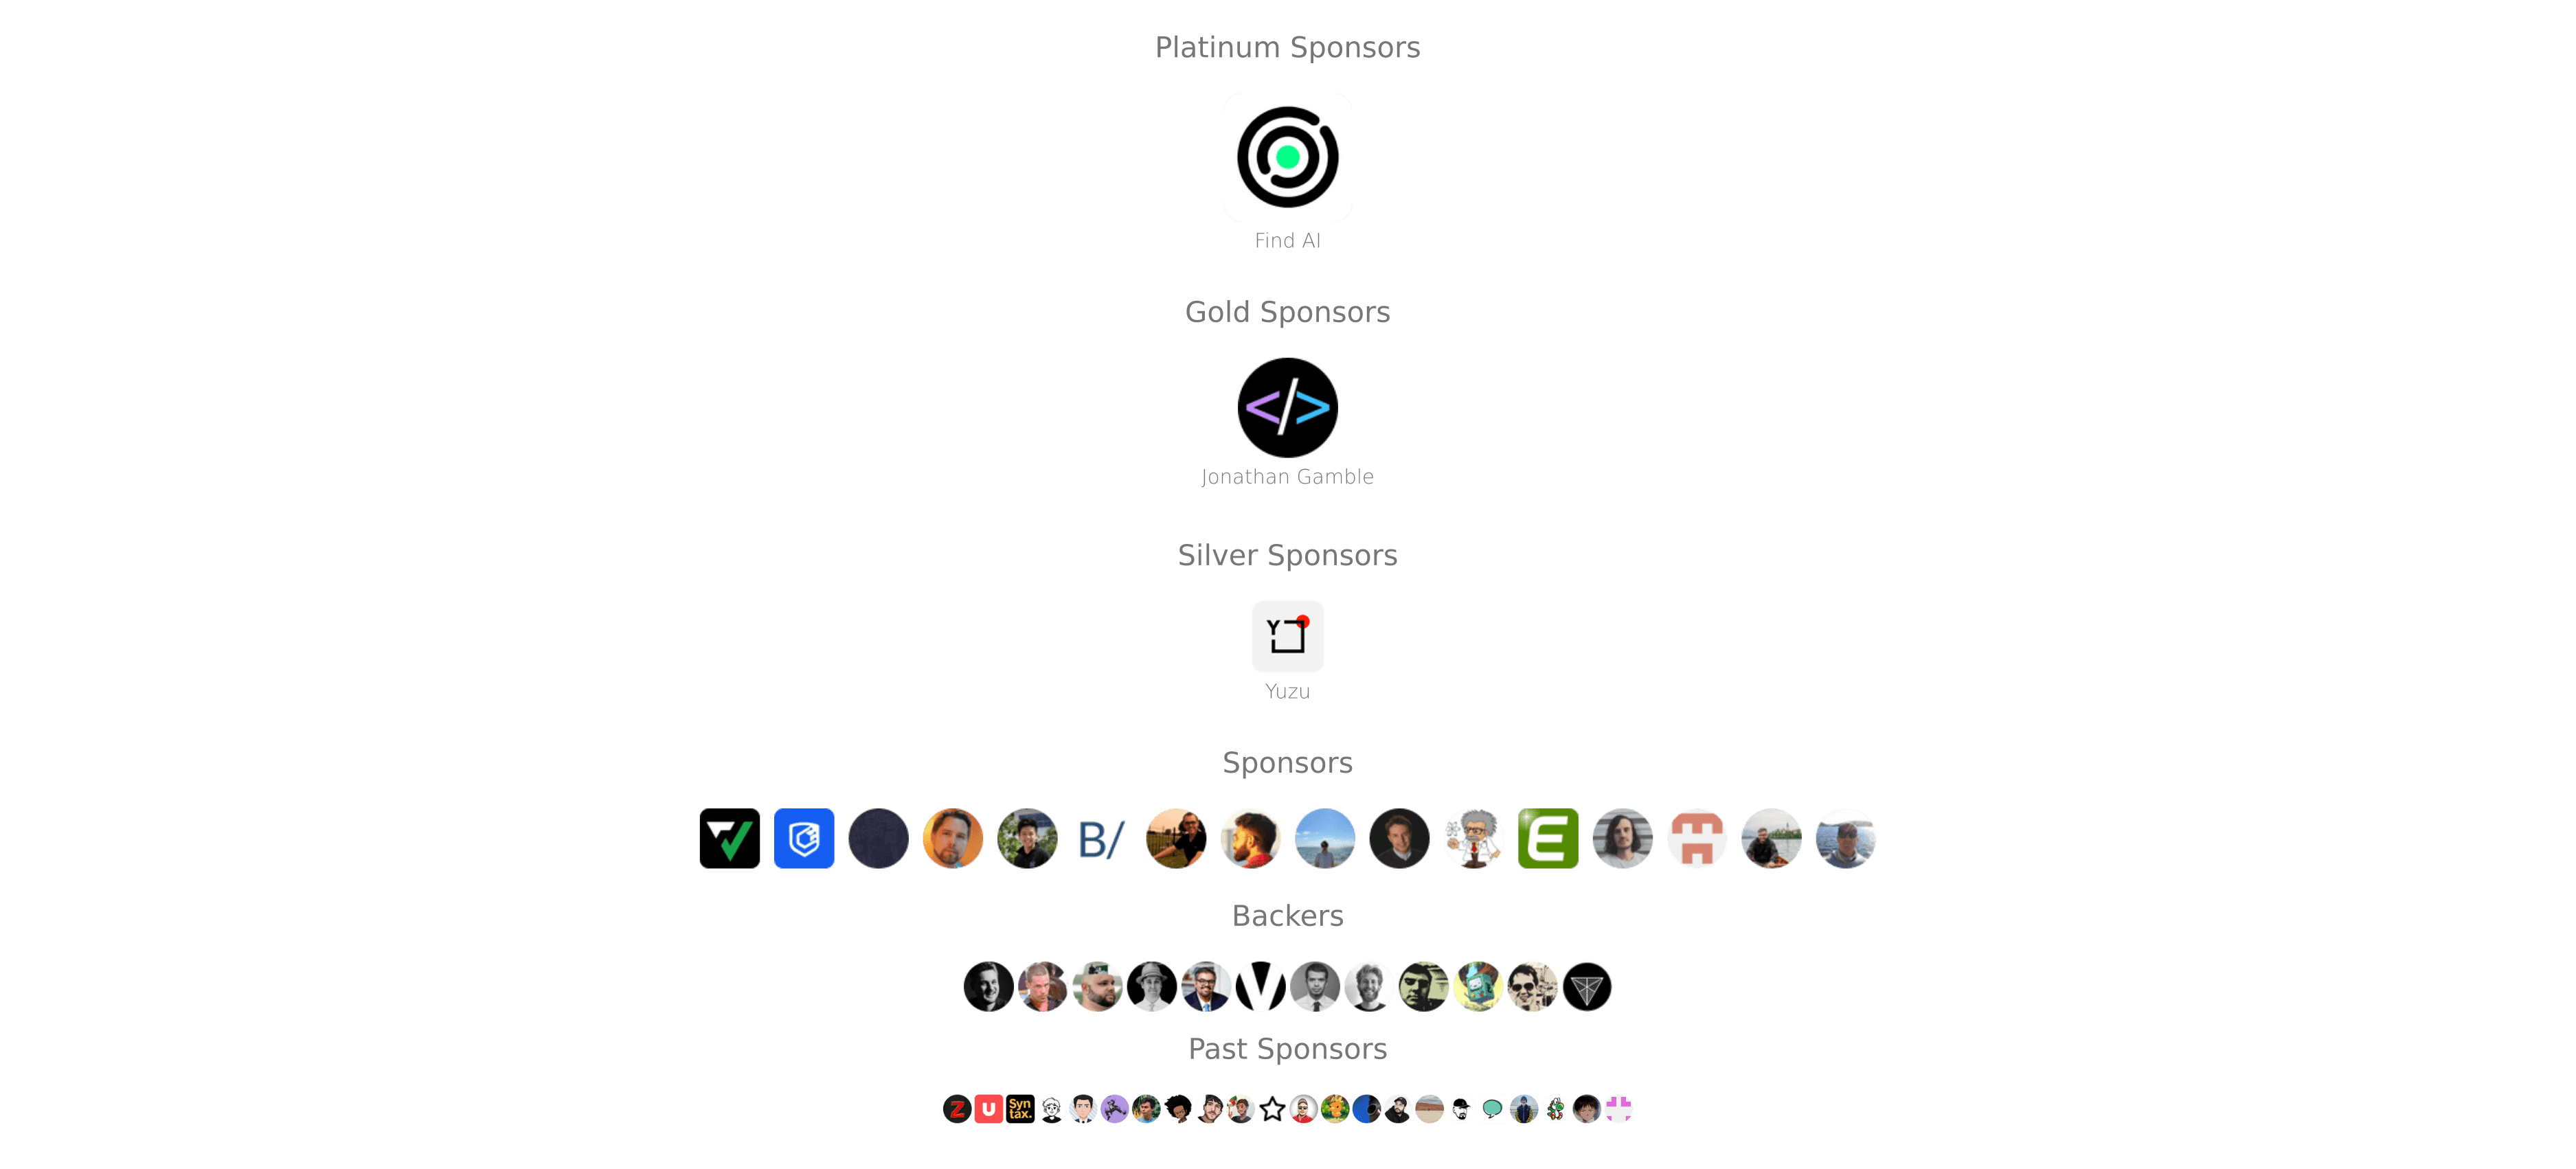 Platinum Sponsors
Find AI
Gold Sponsors
</>
Jonathan Gamble
Silver Sponsors
Y
Yuzu
Sponsors
B/ E
Backers
Past Sponsors
Z U Syn
tax.